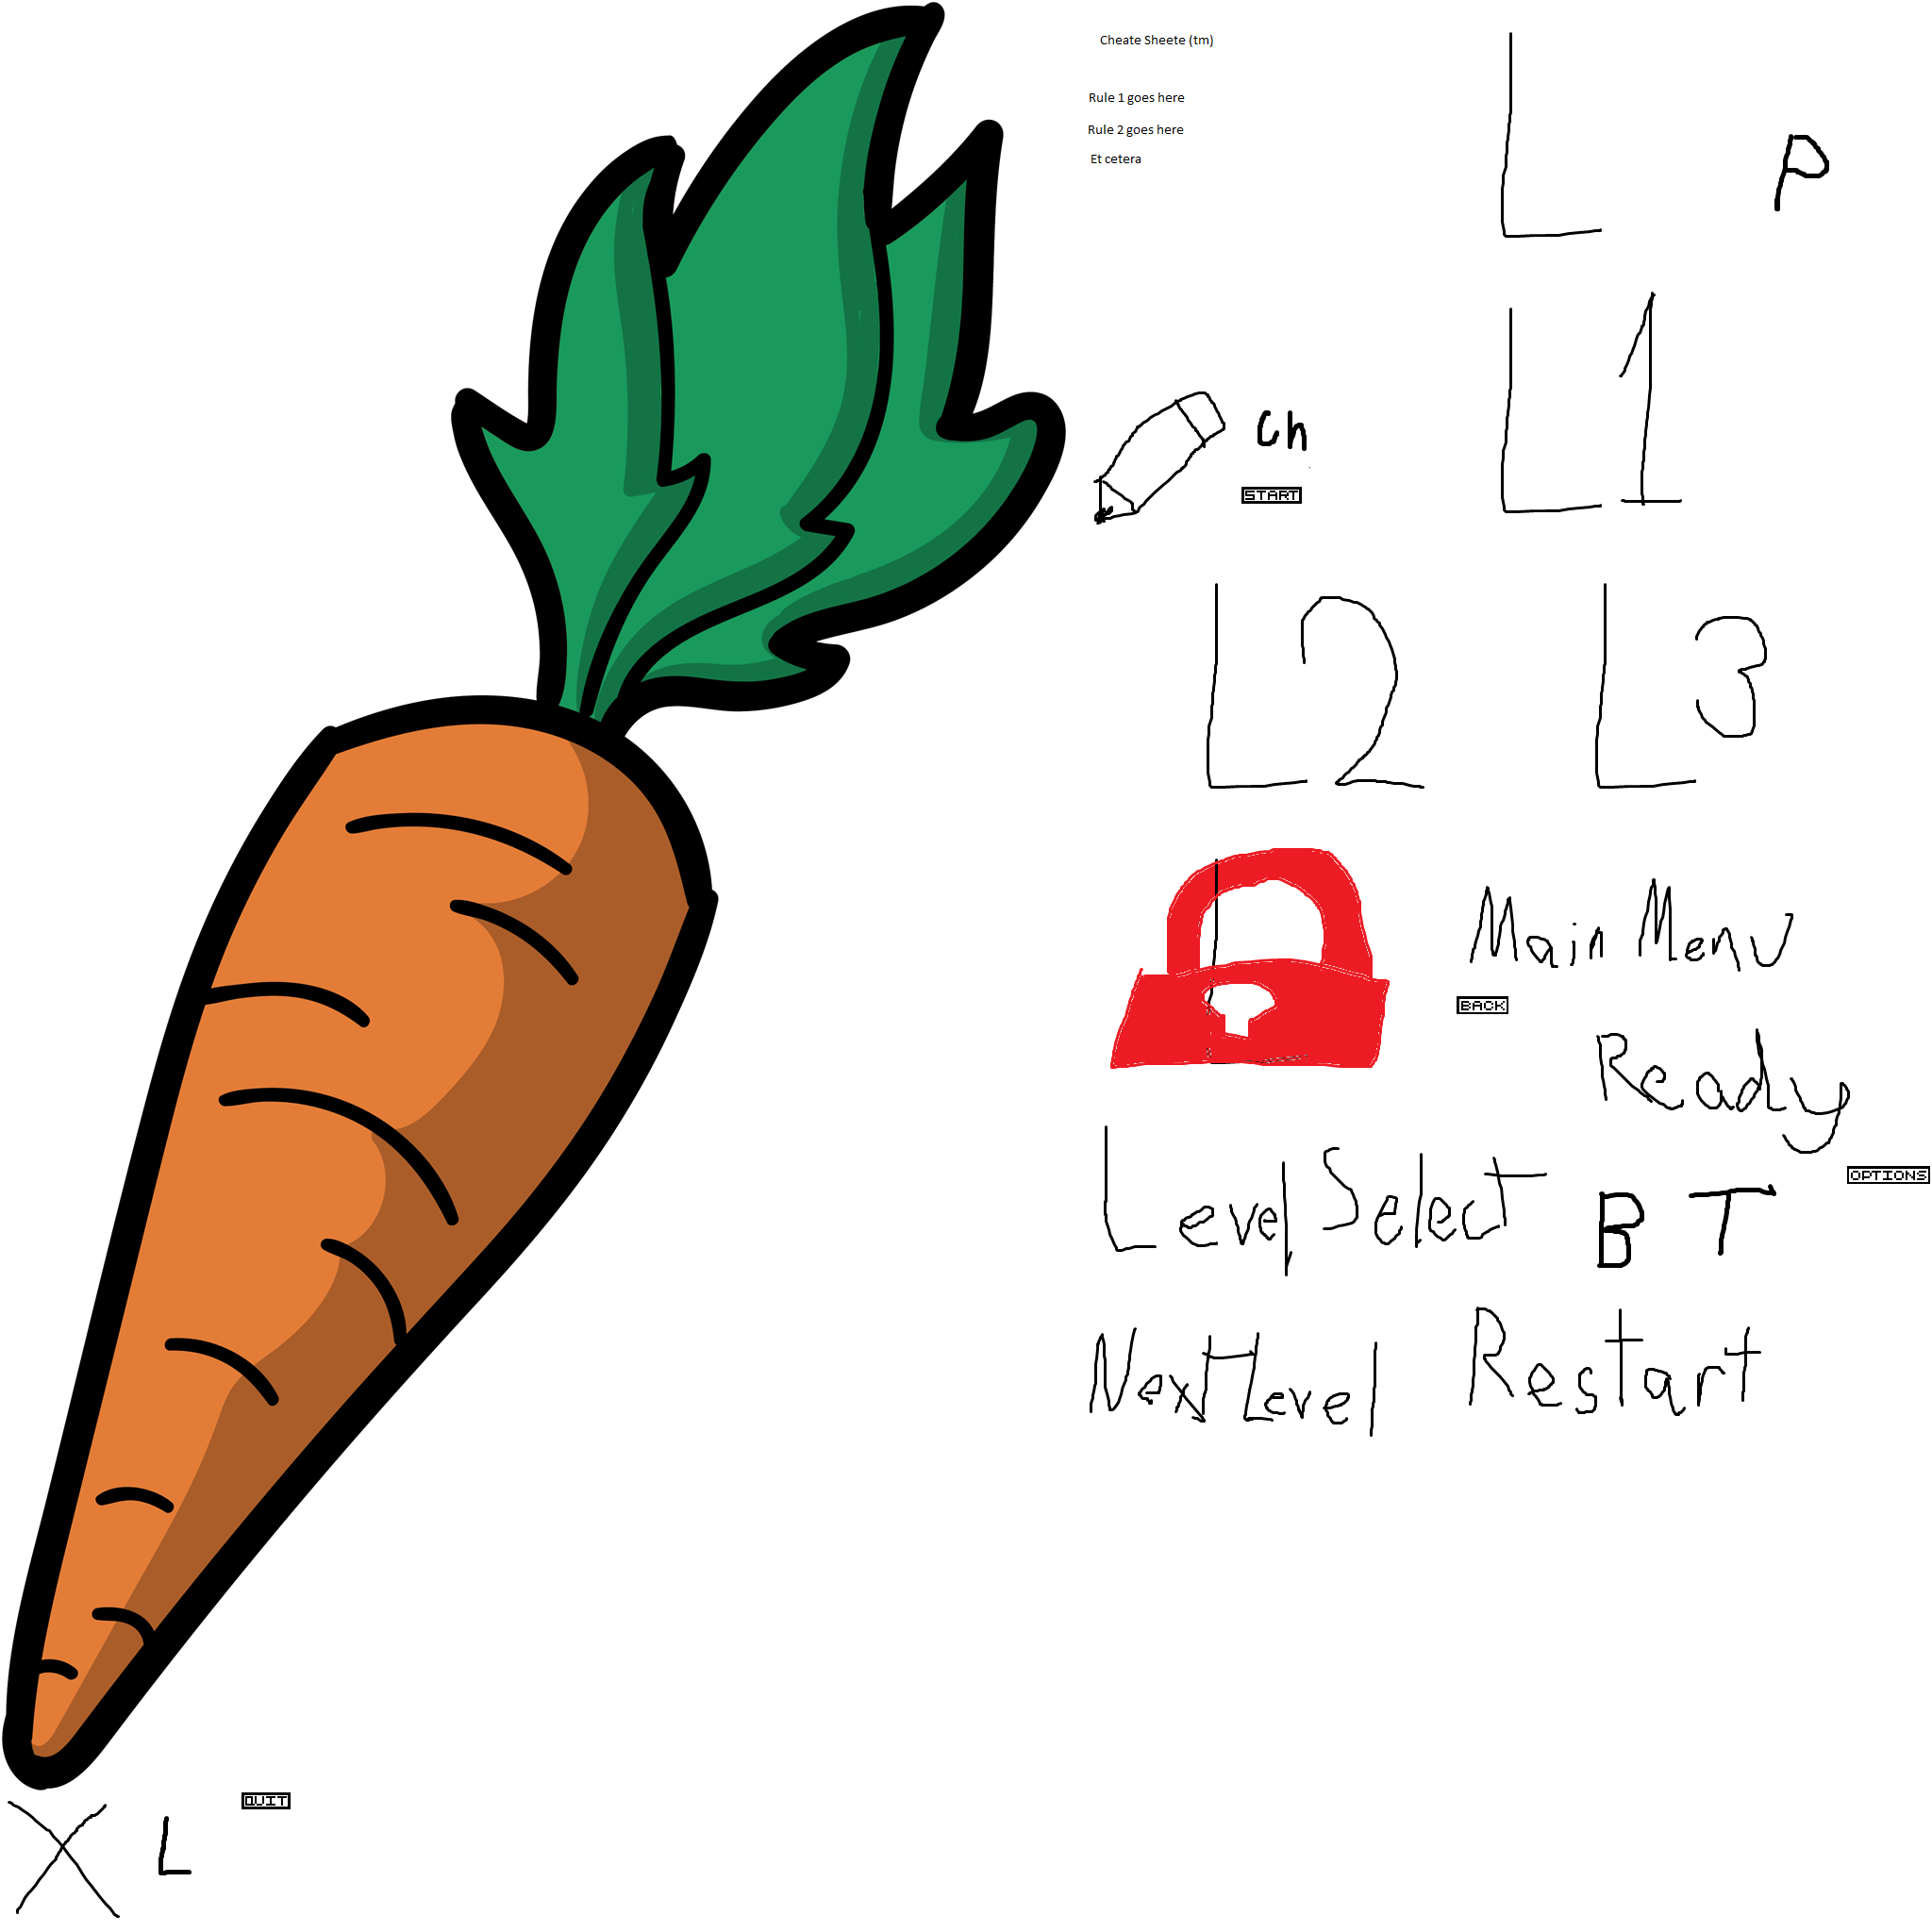 Cheate Sheete (tm)
Rule 1 goes here
Rule 2 goes here
Et cetera
L
P
L1
Ch
START
L2
L3
Main Menu
BACK
Ready
OPTIONS
Level Select
B T
Next Level
Restart
QUIT
X L